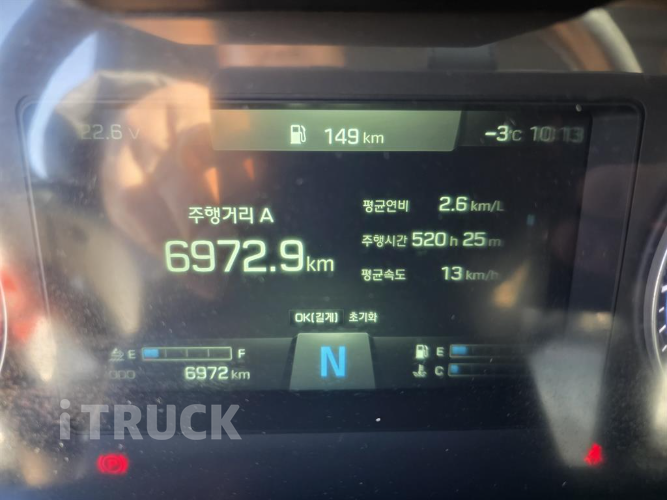 22.6 V
149 km
-3°C 10:13
주행거리 A
6972.9 km
평균연비 2.6 km/L
주행시간 520 h 25 m
평균속도 13 km/h
OK[길게] 초기화
E F
6972 km
N
E
C
iTRUCK